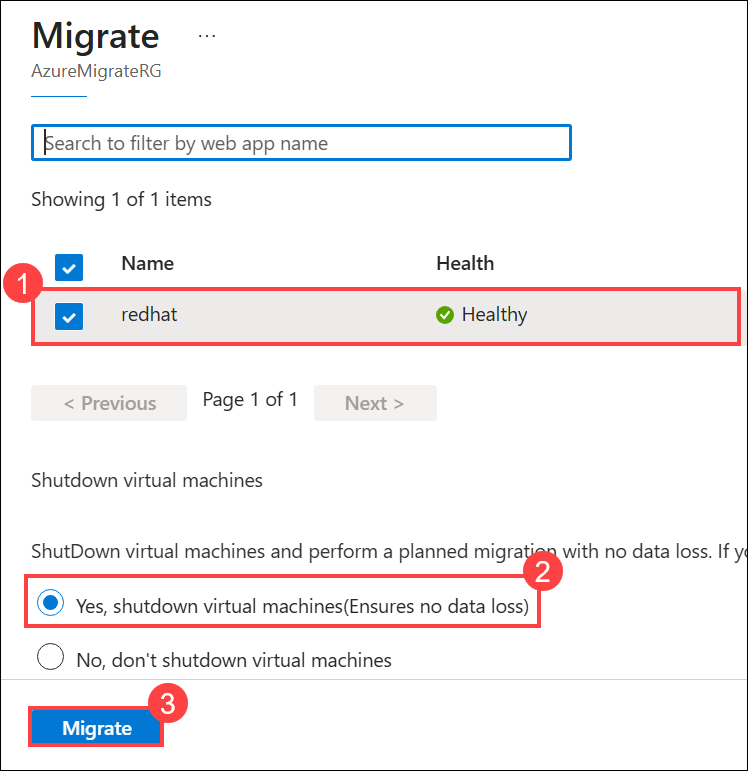 Migrate ...
AzureMigrateRG
Search to filter by web app name
Showing 1 of 1 items
Name Health
1
redhat Healthy
< Previous Page 1 of 1 Next >
Shutdown virtual machines
ShutDown virtual machines and perform a planned migration with no data loss. If yo
2
Yes, shutdown virtual machines(Ensures no data loss)
No, don't shutdown virtual machines
3
Migrate